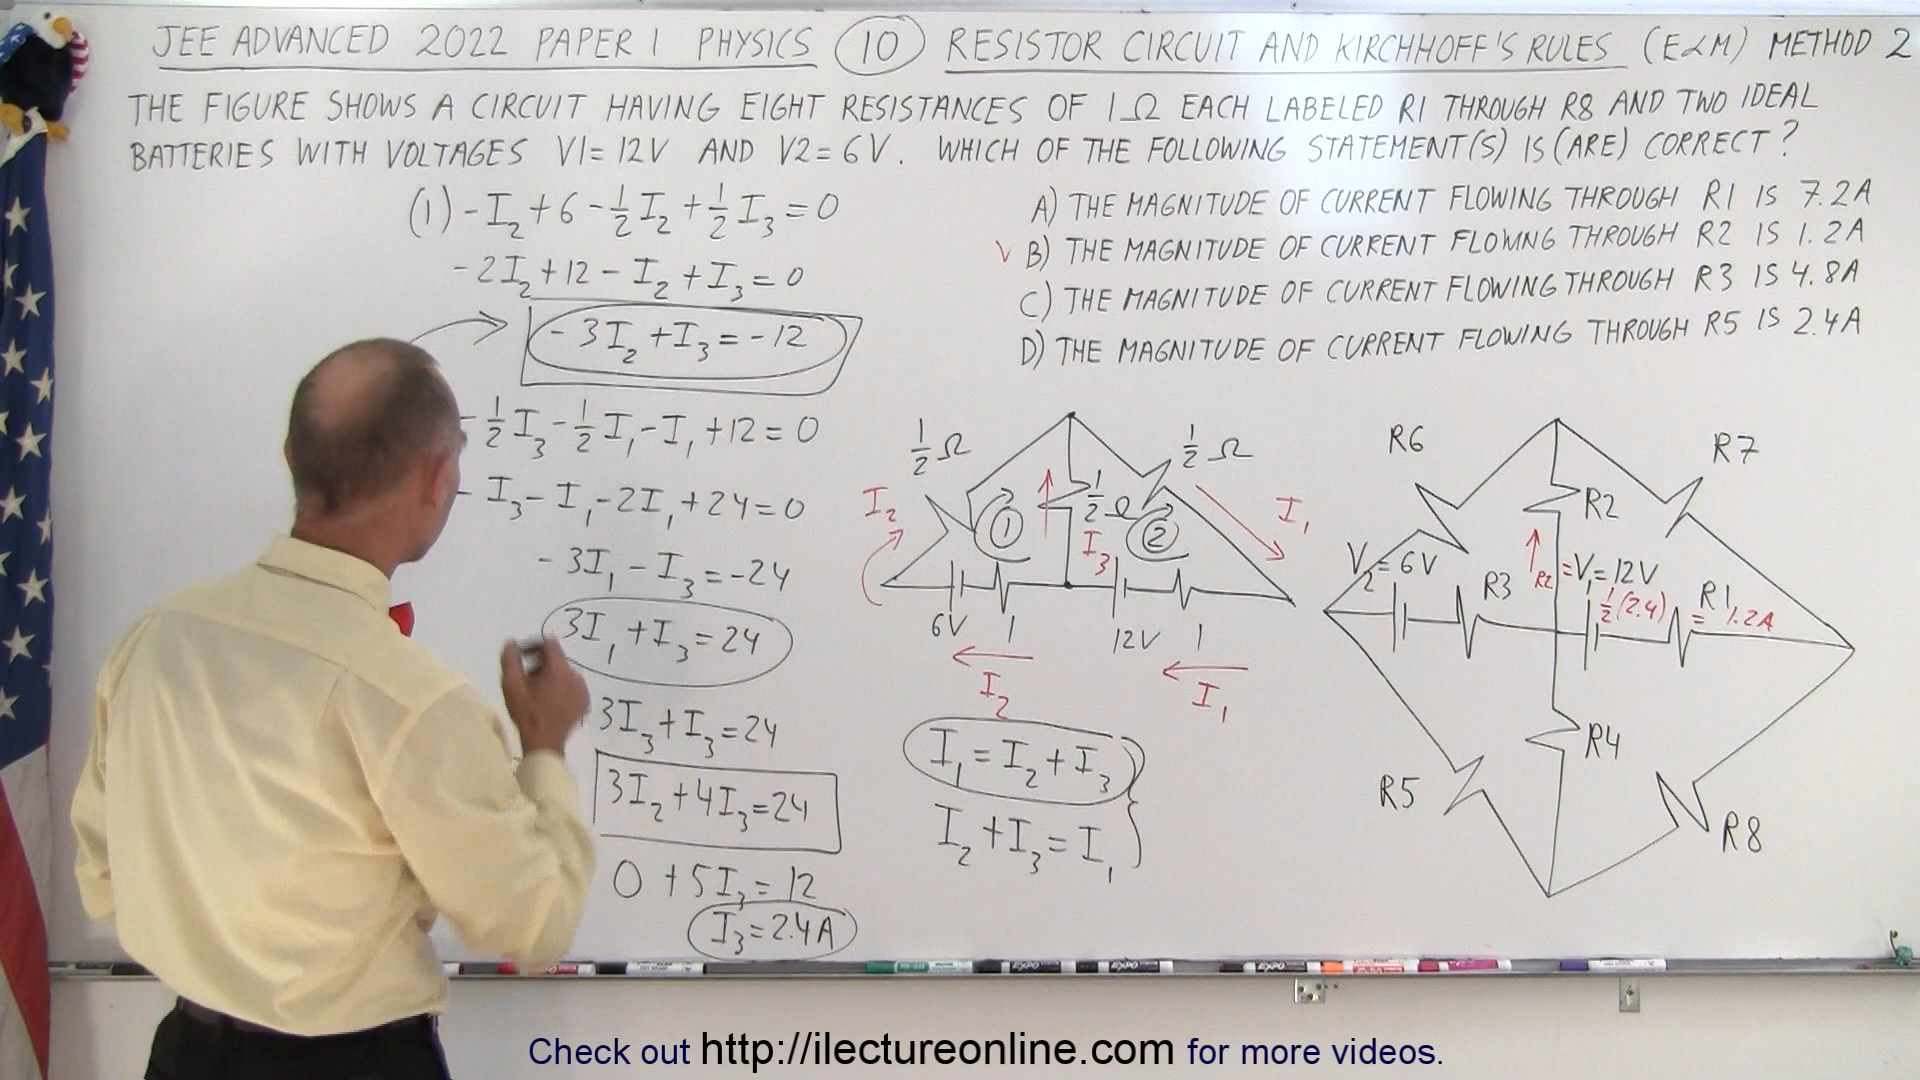 JEE ADVANCED 2022 PAPER 1 PHYSICS 10 RESISTOR CIRCUIT AND KIRCHHOFF'S RULES (E&M) METHOD 2
THE FIGURE SHOWS A CIRCUIT HAVING EIGHT RESISTANCES OF 1Ω EACH LABELED R1 THROUGH R8 AND TWO IDEAL
BATTERIES WITH VOLTAGES V1=12V AND V2=6V. WHICH OF THE FOLLOWING STATEMENT(S) IS (ARE) CORRECT?
A) THE MAGNITUDE OF CURRENT FLOWING THROUGH R1 IS 7.2A
V B) THE MAGNITUDE OF CURRENT FLOWING THROUGH R2 IS 1.2A
C) THE MAGNITUDE OF CURRENT FLOWING THROUGH R3 IS 4.8A
D) THE MAGNITUDE OF CURRENT FLOWING THROUGH R5 IS 2.4A
(1) -I₂+6-½I₂+½I₃=0
-2I₂+12-I₂+I₃=0
-3I₂+I₃=-12
-½I₃-½I₁-I₁+12=0
-I₃-I₁-2I₁+24=0
-3I₁-I₃=-24
3I₁+I₃=24
3I₃+I₃=24
3I₂+4I₃=24
0+5I₃=12
I₃=2.4A
½Ω
½Ω
I₂
1
½Ω
2
I₁
I₃
6V 1 12V 1
I₂
I₁
I₁=I₂+I₃
I₂+I₃=I₁
R6
R7
R2
V₂=6V
R3
R2
=V₁=12V
½(2.4) = 1.2A
R1
R4
R5
R8
Check out http://ilectureonline.com for more videos.